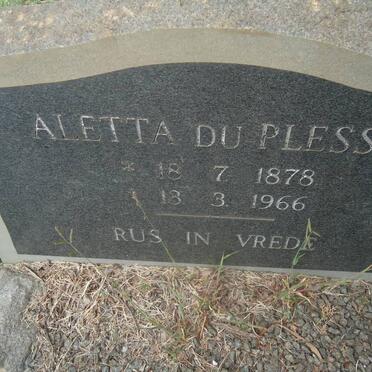 ALETTA DU PLESS
* 18 7 1878
13 3 1966
RUS IN VREDE